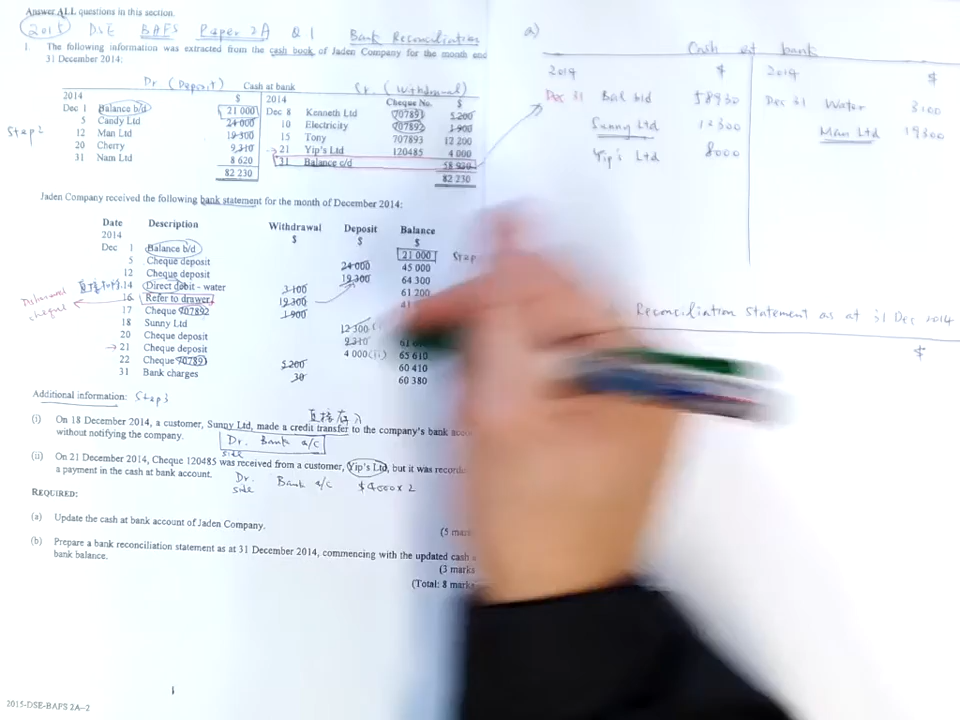 Answer ALL questions in this section.
2015 DSE BAFS Paper 2A Q1 Bank Reconciliation
1. The following information was extracted from the cash book of Jaden Company for the month end
31 December 2014:
Dr (Deposit) Cash at bank Cr. (Withdrawal)
2014 $ 2014 Cheque No. $
Dec 1 Balance b/d 21 000 Dec 8 Kenneth Ltd 707891 5 200
5 Candy Ltd 24 000 10 Electricity 707892 1 900
Step2 12 Man Ltd 19 300 15 Tony 707893 12 200
20 Cherry 9 310 → 21 Yip's Ltd 120485 4 000
31 Nam Ltd 8 620 31 Balance c/d 58 930
82 230 82 230
Jaden Company received the following bank statement for the month of December 2014:
Date Description Withdrawal Deposit Balance
2014 $ $ $
Dec 1 Balance b/d 21 000
5 Cheque deposit 24 000 45 000
12 Cheque deposit 19 300 64 300
14 Direct debit - water 3 100 61 200
16 Refer to drawer 19 300
Dishonoured cheque
17 Cheque 707892 1 900
18 Sunny Ltd 12 300 (i)
20 Cheque deposit 9 310
→ 21 Cheque deposit 4 000 (ii) 65 610
22 Cheque 707891 5 200 60 410
31 Bank charges 30 60 380
Additional information: Step3
直接存入
(i) On 18 December 2014, a customer, Sunny Ltd, made a credit transfer to the company's bank
without notifying the company. Dr. Bank a/c
side
(ii) On 21 December 2014, Cheque 120485 was received from a customer, Yip's Ltd, but it was
a payment in the cash at bank account. Dr. side Bank a/c $4000 x 2
REQUIRED:
(a) Update the cash at bank account of Jaden Company.
(5
(b) Prepare a bank reconciliation statement as at 31 December 2014, commencing with the updated cash
bank balance.
(3 marks
(Total: 8 marks
2015-DSE-BAFS 2A–2
a)
Cash at bank
2014 $ 2014 $
Dec 31 Bal b/d 58930 Dec 31 Water 3100
Sunny Ltd 12300 Man Ltd 19300
Yip's Ltd 8000
Reconciliation Statement as at 31 Dec 2014
$